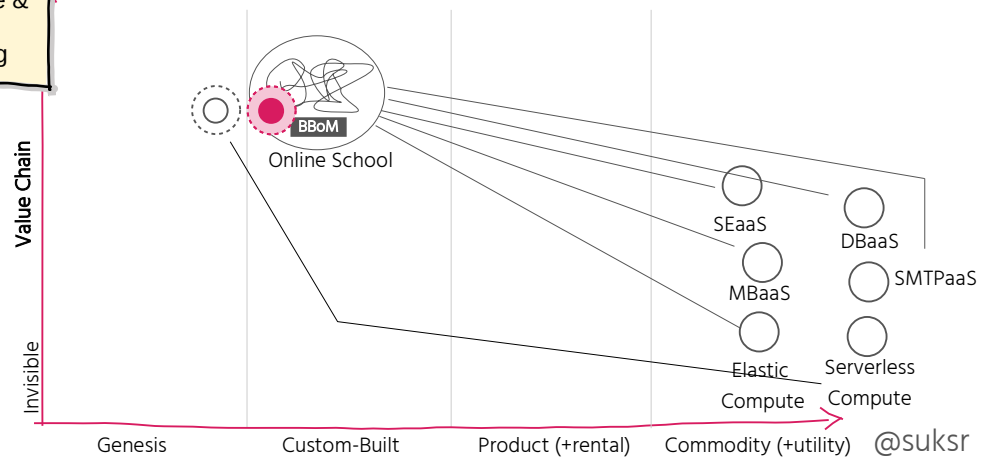 &
g
Value Chain
Invisible
BBoM
Online School
SEaaS
DBaaS
MBaaS
SMTPaaS
Elastic
Compute
Serverless
Compute
Genesis
Custom-Built
Product (+rental)
Commodity (+utility)
@suksr